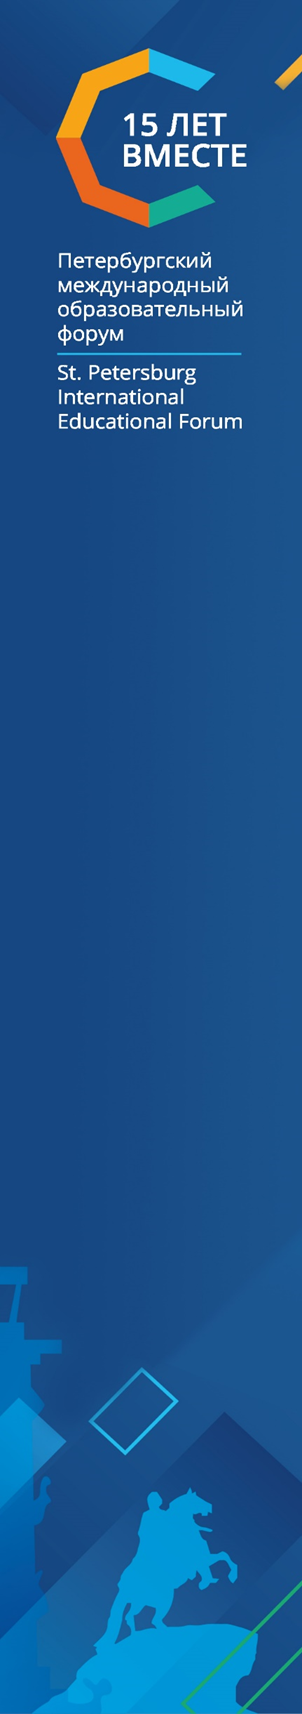 15 ЛЕТ
ВМЕСТЕ
Петербургский
международный
образовательный
форум
St. Petersburg
International
Educational Forum